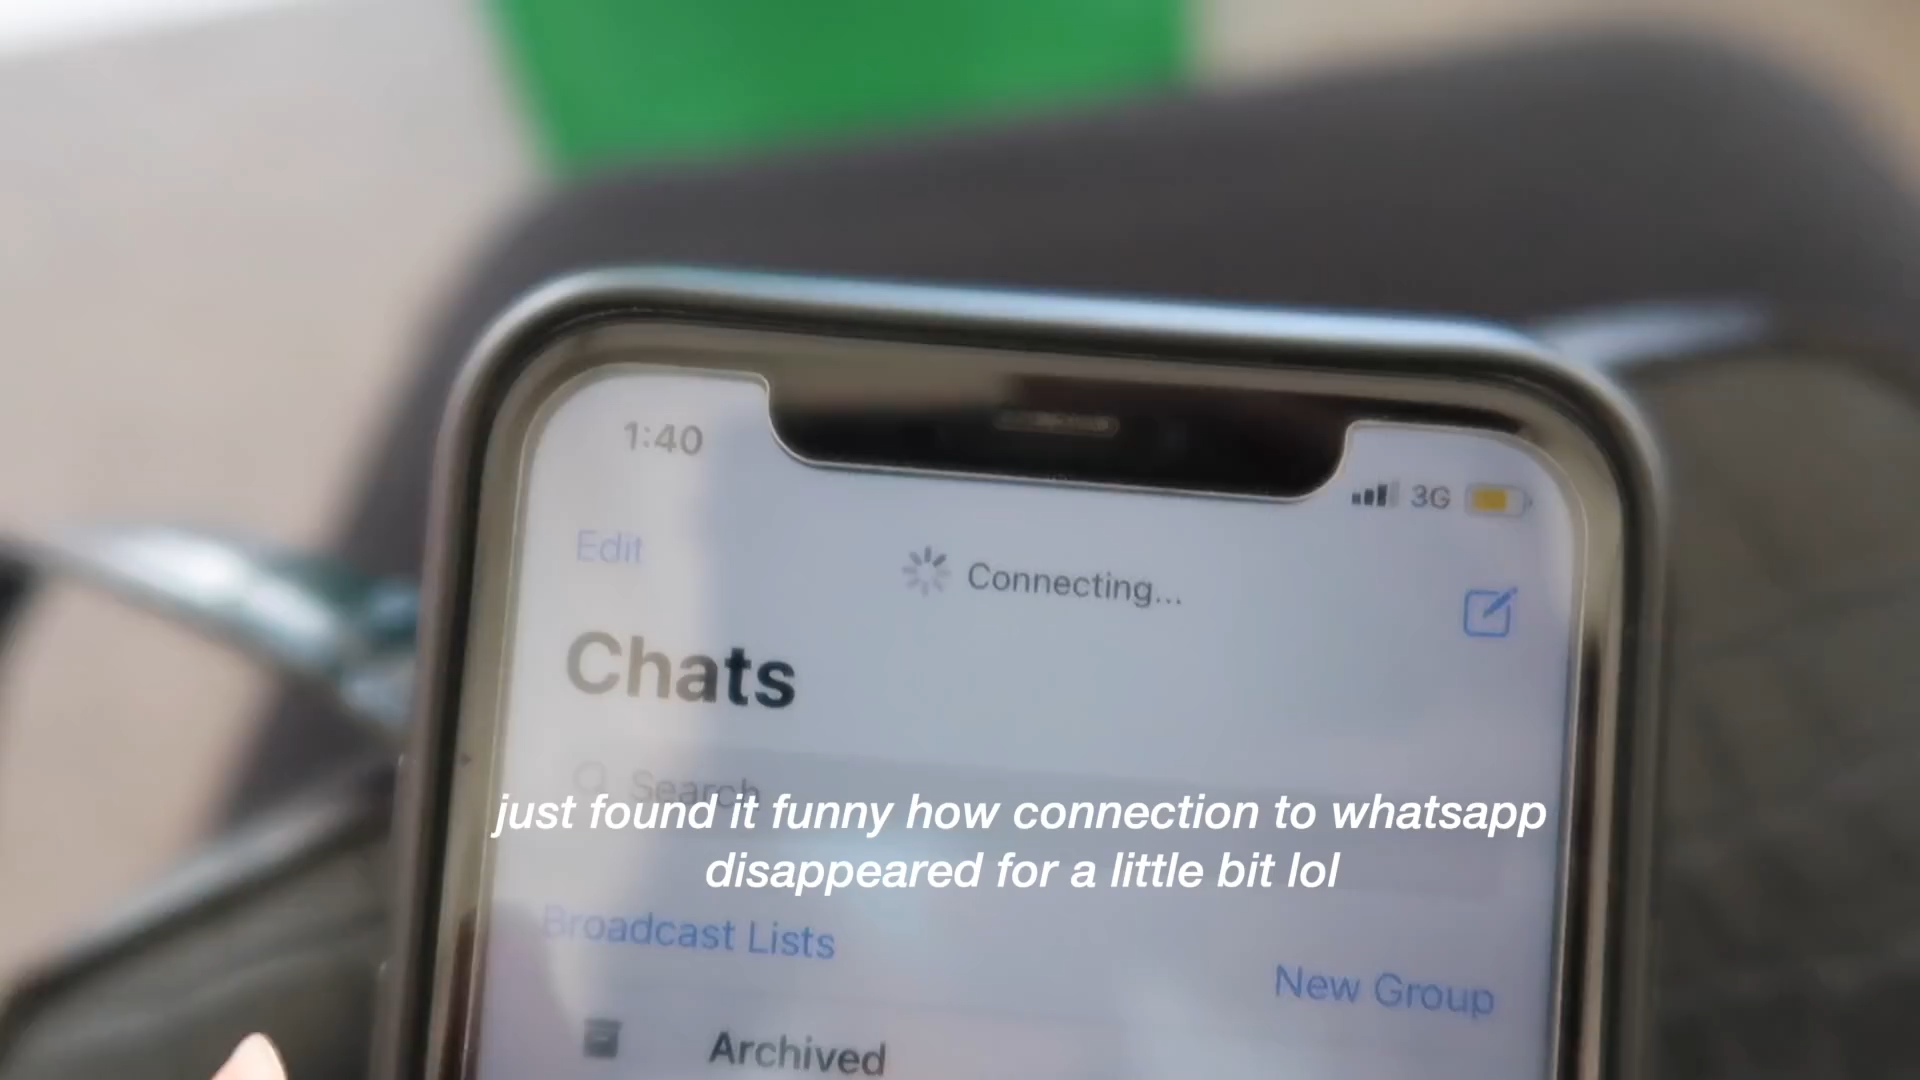 1:40
3G
Edit
Connecting...
Chats
Search
just found it funny how connection to whatsapp
disappeared for a little bit lol
Broadcast Lists
New Group
Archived